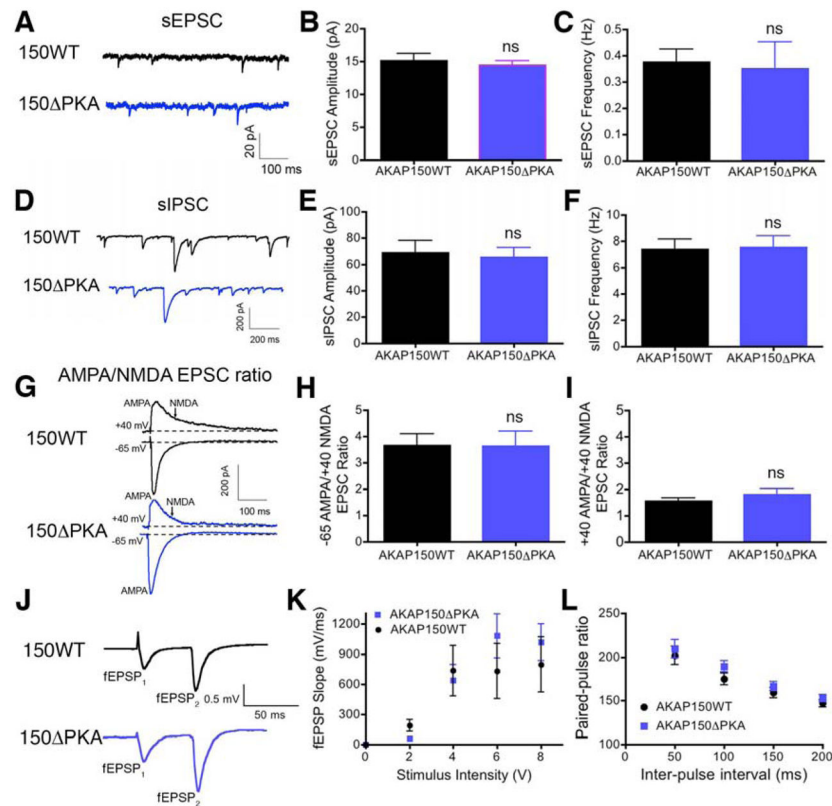 A
sEPSC
150WT
150ΔPKA
20 pA
100 ms
B
sEPSC Amplitude (pA)
20
15
10
5
0
ns
AKAP150WT
AKAP150ΔPKA
C
sEPSC Frequency (Hz)
0.5
0.4
0.3
0.2
0.1
0.0
ns
AKAP150WT
AKAP150ΔPKA
D
sIPSC
150WT
150ΔPKA
200 pA
200 ms
E
sIPSC Amplitude (pA)
100
80
60
40
20
0
ns
AKAP150WT
AKAP150ΔPKA
F
sIPSC Frequency (Hz)
10
8
6
4
2
0
ns
AKAP150WT
AKAP150ΔPKA
G
AMPA/NMDA EPSC ratio
150WT
AMPA
NMDA
+40 mV
-65 mV
AMPA
200 pA
100 ms
150ΔPKA
AMPA
NMDA
+40 mV
-65 mV
AMPA
H
-65 AMPA/+40 NMDA
EPSC Ratio
5
4
3
2
1
0
ns
AKAP150WT
AKAP150ΔPKA
I
+40 AMPA/+40 NMDA
EPSC Ratio
5
4
3
2
1
0
ns
AKAP150WT
AKAP150ΔPKA
J
150WT
fEPSP1
fEPSP2
0.5 mV
50 ms
150ΔPKA
fEPSP1
fEPSP2
K
fEPSP Slope (mV/ms)
1200
900
600
300
0
AKAP150ΔPKA
AKAP150WT
0 2 4 6 8
Stimulus Intensity (V)
L
Paired-pulse ratio
250
200
150
100
AKAP150WT
AKAP150ΔPKA
0 50 100 150 200
Inter-pulse interval (ms)